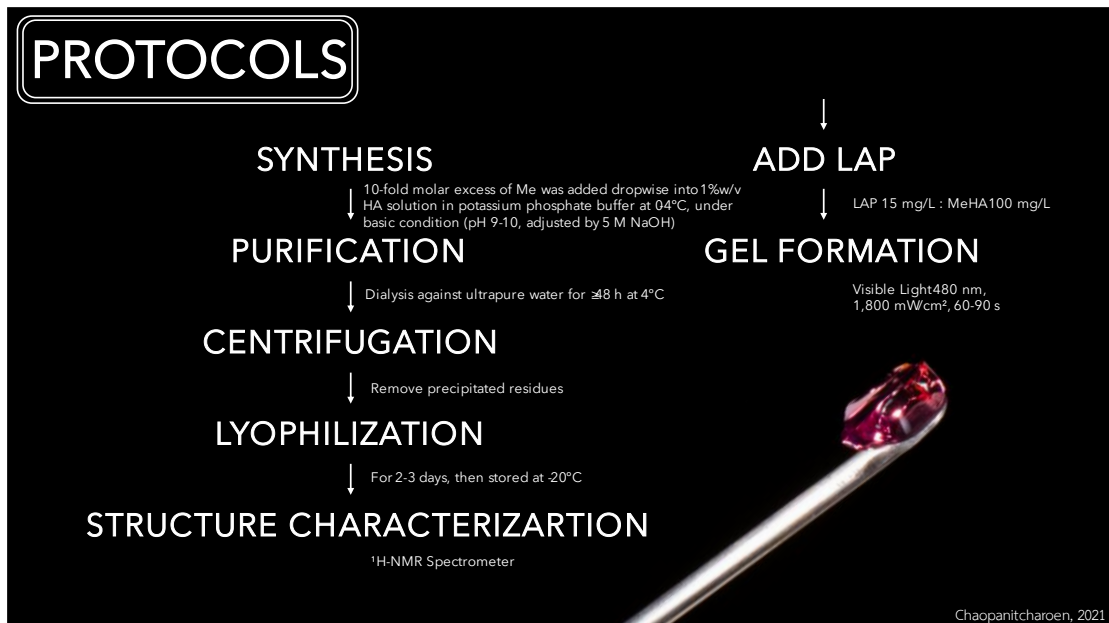 PROTOCOLS
SYNTHESIS
10-fold molar excess of Me was added dropwise into 1%w/v
HA solution in potassium phosphate buffer at 0-4°C, under
basic condition (pH 9-10, adjusted by 5 M NaOH)
PURIFICATION
Dialysis against ultrapure water for ≥48 h at 4°C
CENTRIFUGATION
Remove precipitated residues
LYOPHILIZATION
For 2-3 days, then stored at -20°C
STRUCTURE CHARACTERIZARTION
¹H-NMR Spectrometer
ADD LAP
LAP 15 mg/L : MeHA100 mg/L
GEL FORMATION
Visible Light480 nm,
1,800 mW/cm², 60-90 s
Chaopanitcharoen, 2021